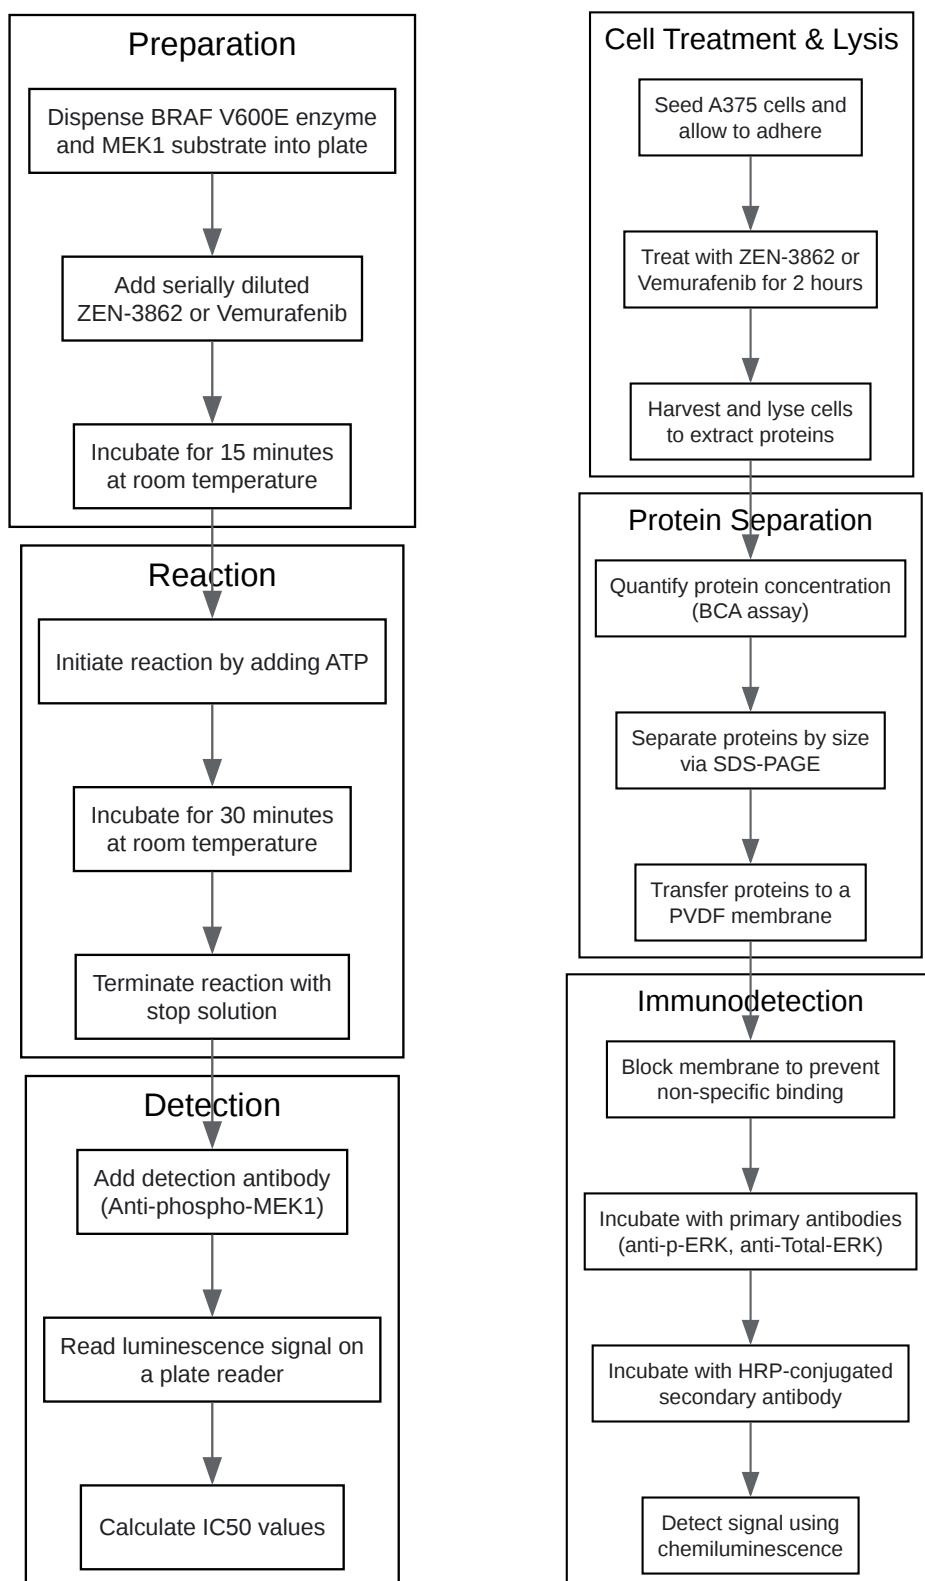 Preparation
Dispense BRAF V600E enzyme
and MEK1 substrate into plate
Add serially diluted
ZEN-3862 or Vemurafenib
Incubate for 15 minutes
at room temperature
Reaction
Initiate reaction by adding ATP
Incubate for 30 minutes
at room temperature
Terminate reaction with
stop solution
Detection
Add detection antibody
(Anti-phospho-MEK1)
Read luminescence signal on
a plate reader
Calculate IC50 values
Cell Treatment & Lysis
Seed A375 cells and
allow to adhere
Treat with ZEN-3862 or
Vemurafenib for 2 hours
Harvest and lyse cells
to extract proteins
Protein Separation
Quantify protein concentration
(BCA assay)
Separate proteins by size
via SDS-PAGE
Transfer proteins to a
PVDF membrane
Immunodetection
Block membrane to prevent
non-specific binding
Incubate with primary antibodies
(anti-p-ERK, anti-Total-ERK)
Incubate with HRP-conjugated
secondary antibody
Detect signal using
chemiluminescence